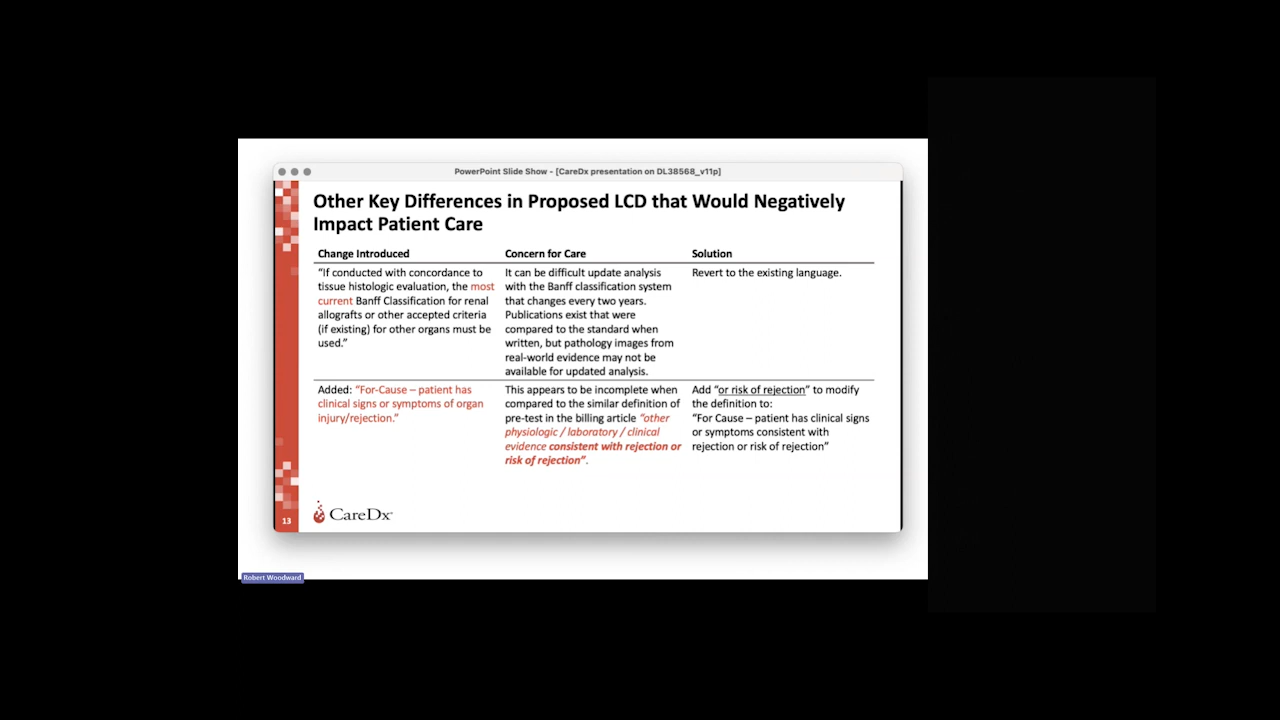 PowerPoint Slide Show - [CareDx presentation on DL38568_v11p]
Other Key Differences in Proposed LCD that Would Negatively
Impact Patient Care
Change Introduced
Concern for Care
Solution
“If conducted with concordance to
tissue histologic evaluation, the most
current Banff Classification for renal
allografts or other accepted criteria
(if existing) for other organs must be
used.”
It can be difficult update analysis
with the Banff classification system
that changes every two years.
Publications exist that were
compared to the standard when
written, but pathology images from
real-world evidence may not be
available for updated analysis.
Revert to the existing language.
Added: “For-Cause – patient has
clinical signs or symptoms of organ
injury/rejection.”
This appears to be incomplete when
compared to the similar definition of
pre-test in the billing article “other
physiologic / laboratory / clinical
evidence consistent with rejection or
risk of rejection”.
Add “or risk of rejection” to modify
the definition to:
“For Cause – patient has clinical signs
or symptoms consistent with
rejection or risk of rejection”
13
CareDx
Robert Woodward